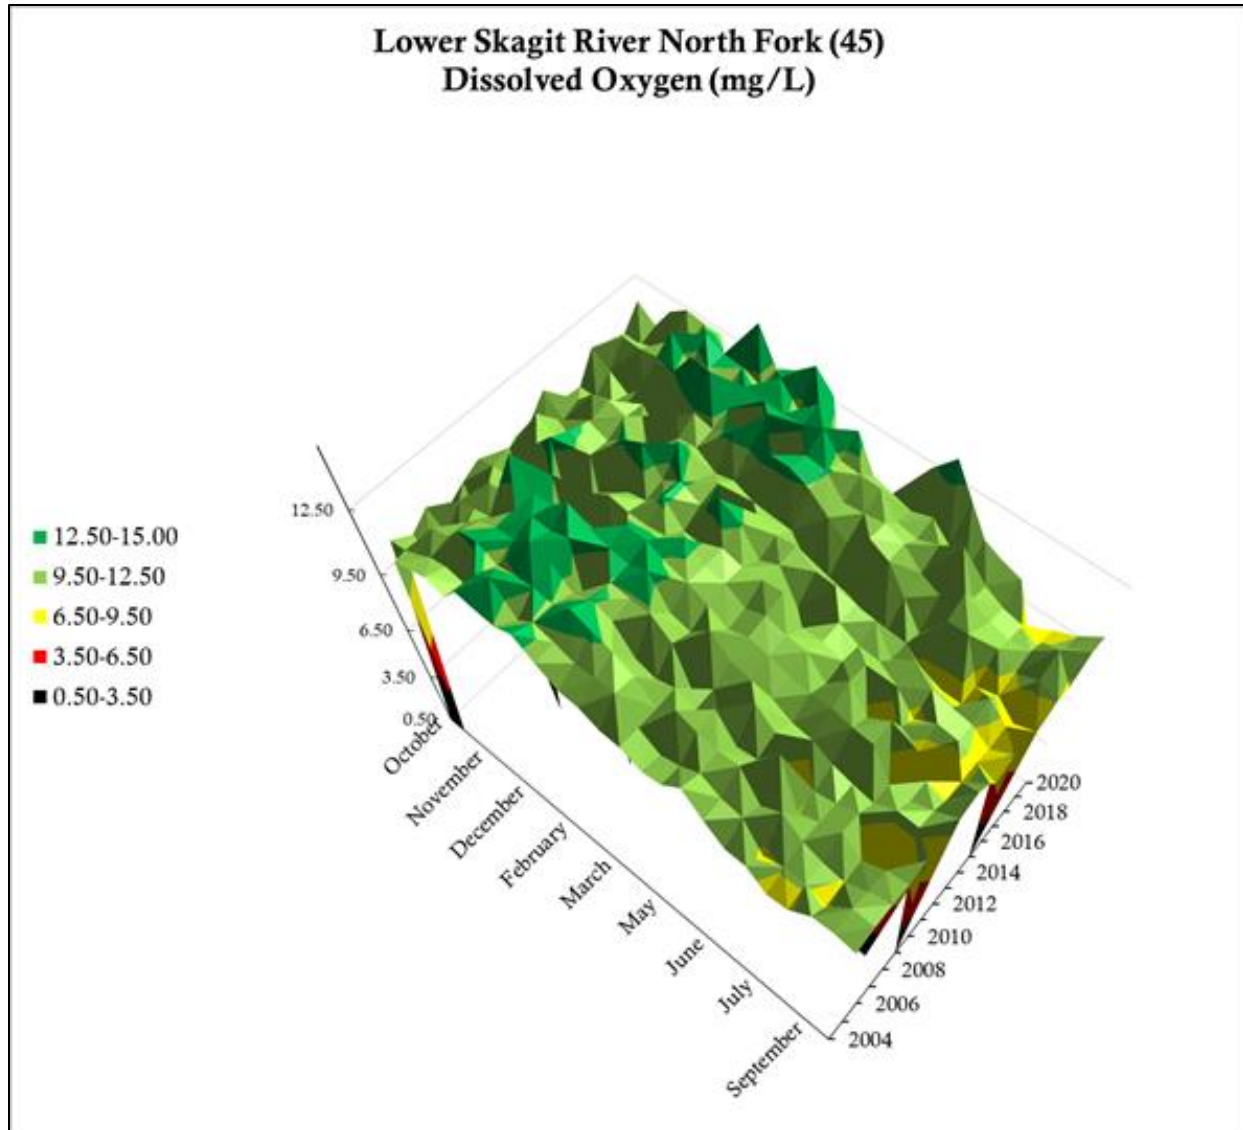 Lower Skagit River North Fork (45)
Dissolved Oxygen (mg/L)
12.50-15.00
9.50-12.50
6.50-9.50
3.50-6.50
0.50-3.50
12.50
9.50
6.50
3.50
0.50
October
November
December
February
March
May
June
July
September
2020
2018
2016
2014
2012
2010
2008
2006
2004